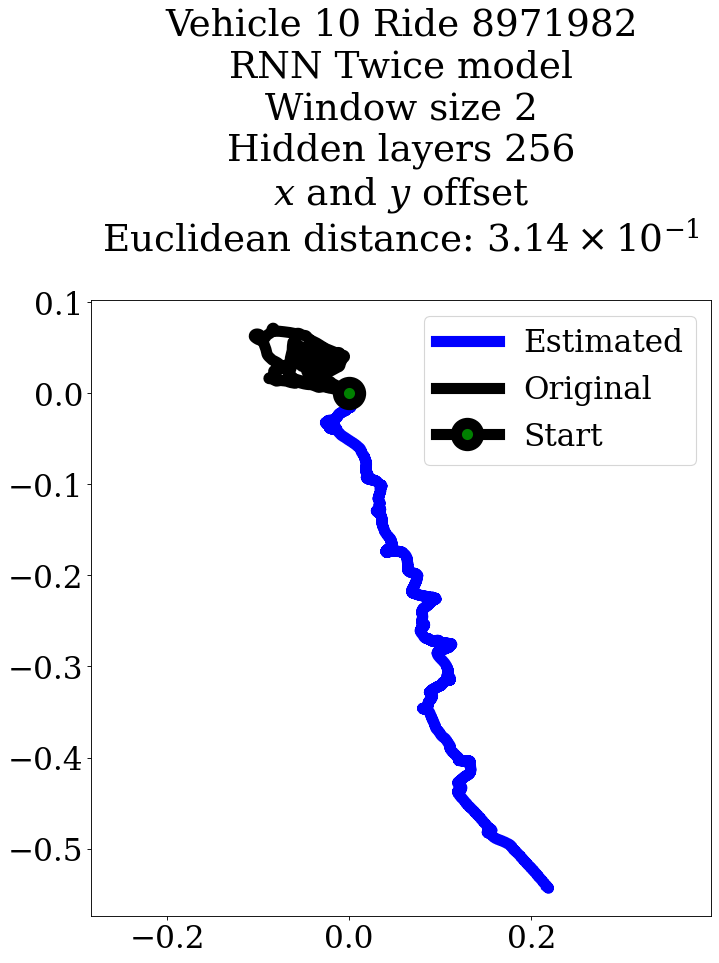 Vehicle 10 Ride 8971982
RNN Twice model
Window size 2
Hidden layers 256
x and y offset
Euclidean distance: 3.14 × 10⁻¹
Estimated
Original
Start
0.1
0.0
−0.1
−0.2
−0.3
−0.4
−0.5
−0.2 0.0 0.2